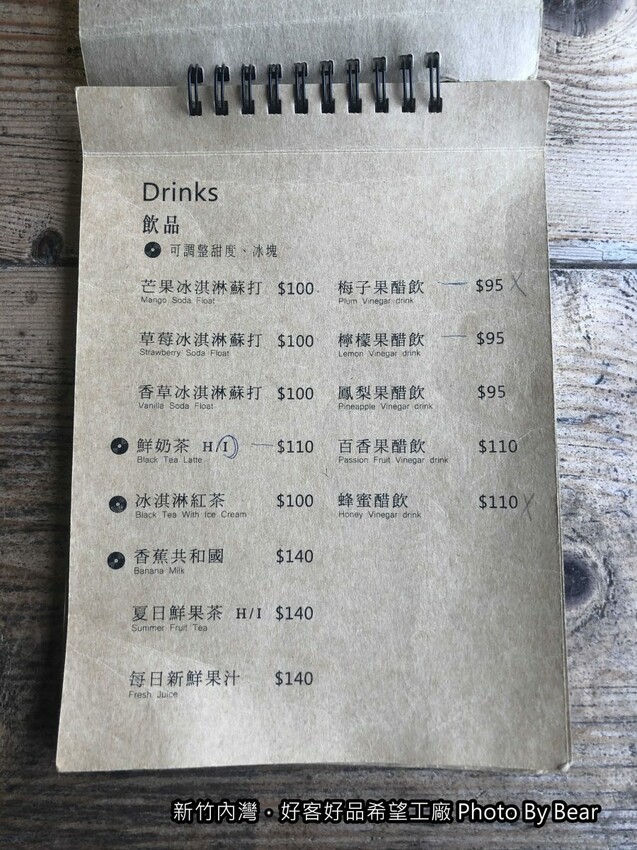 Drinks
飲品
可調整甜度、冰塊
芒果冰淇淋蘇打 $100
Mango Soda Float
草莓冰淇淋蘇打 $100
Strawberry Soda Float
香草冰淇淋蘇打 $100
Vanilla Soda Float
鮮奶茶 H/I $110
Black Tea Latte
冰淇淋紅茶 $100
Black Tea With Ice Cream
香蕉共和國 $140
Banana Milk
夏日鮮果茶 H/I $140
Summer Fruit Tea
每日新鮮果汁 $140
Fresh Juice
梅子果醋飲 $95
Plum Vinegar drink
檸檬果醋飲 $95
Lemon Vinegar drink
鳳梨果醋飲 $95
Pineapple Vinegar drink
百香果醋飲 $110
Passion Fruit Vinegar drink
蜂蜜醋飲 $110
Honey Vinegar drink
新竹內灣・好客好品希望工廠 Photo By Bear